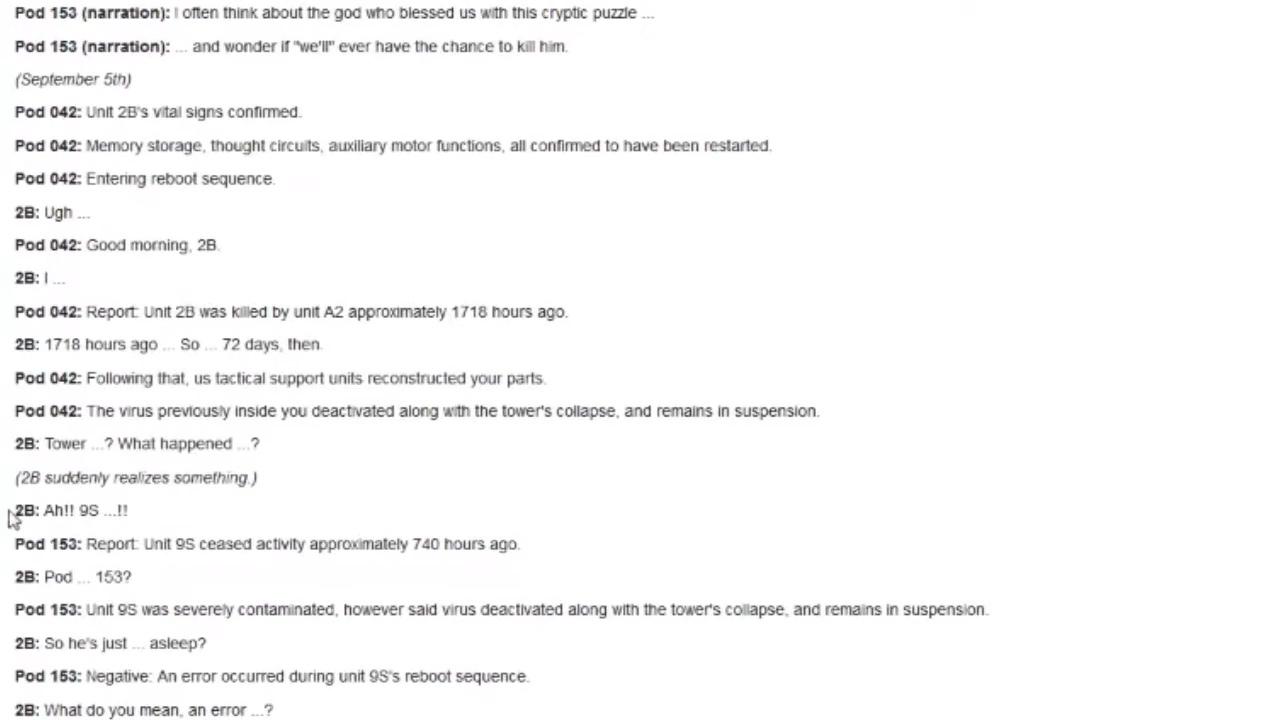 Pod 153 (narration): I often think about the god who blessed us with this cryptic puzzle ...
Pod 153 (narration): ... and wonder if "we'll" ever have the chance to kill him.
(September 5th)
Pod 042: Unit 2B's vital signs confirmed.
Pod 042: Memory storage, thought circuits, auxiliary motor functions, all confirmed to have been restarted.
Pod 042: Entering reboot sequence.
2B: Ugh ...
Pod 042: Good morning, 2B.
2B: I ...
Pod 042: Report: Unit 2B was killed by unit A2 approximately 1718 hours ago.
2B: 1718 hours ago ... So ... 72 days, then.
Pod 042: Following that, us tactical support units reconstructed your parts.
Pod 042: The virus previously inside you deactivated along with the tower's collapse, and remains in suspension.
2B: Tower ...? What happened ...?
(2B suddenly realizes something.)
2B: Ah!! 9S ...!!
Pod 153: Report: Unit 9S ceased activity approximately 740 hours ago.
2B: Pod ... 153?
Pod 153: Unit 9S was severely contaminated, however said virus deactivated along with the tower's collapse, and remains in suspension.
2B: So he's just ... asleep?
Pod 153: Negative: An error occurred during unit 9S's reboot sequence.
2B: What do you mean, an error ...?